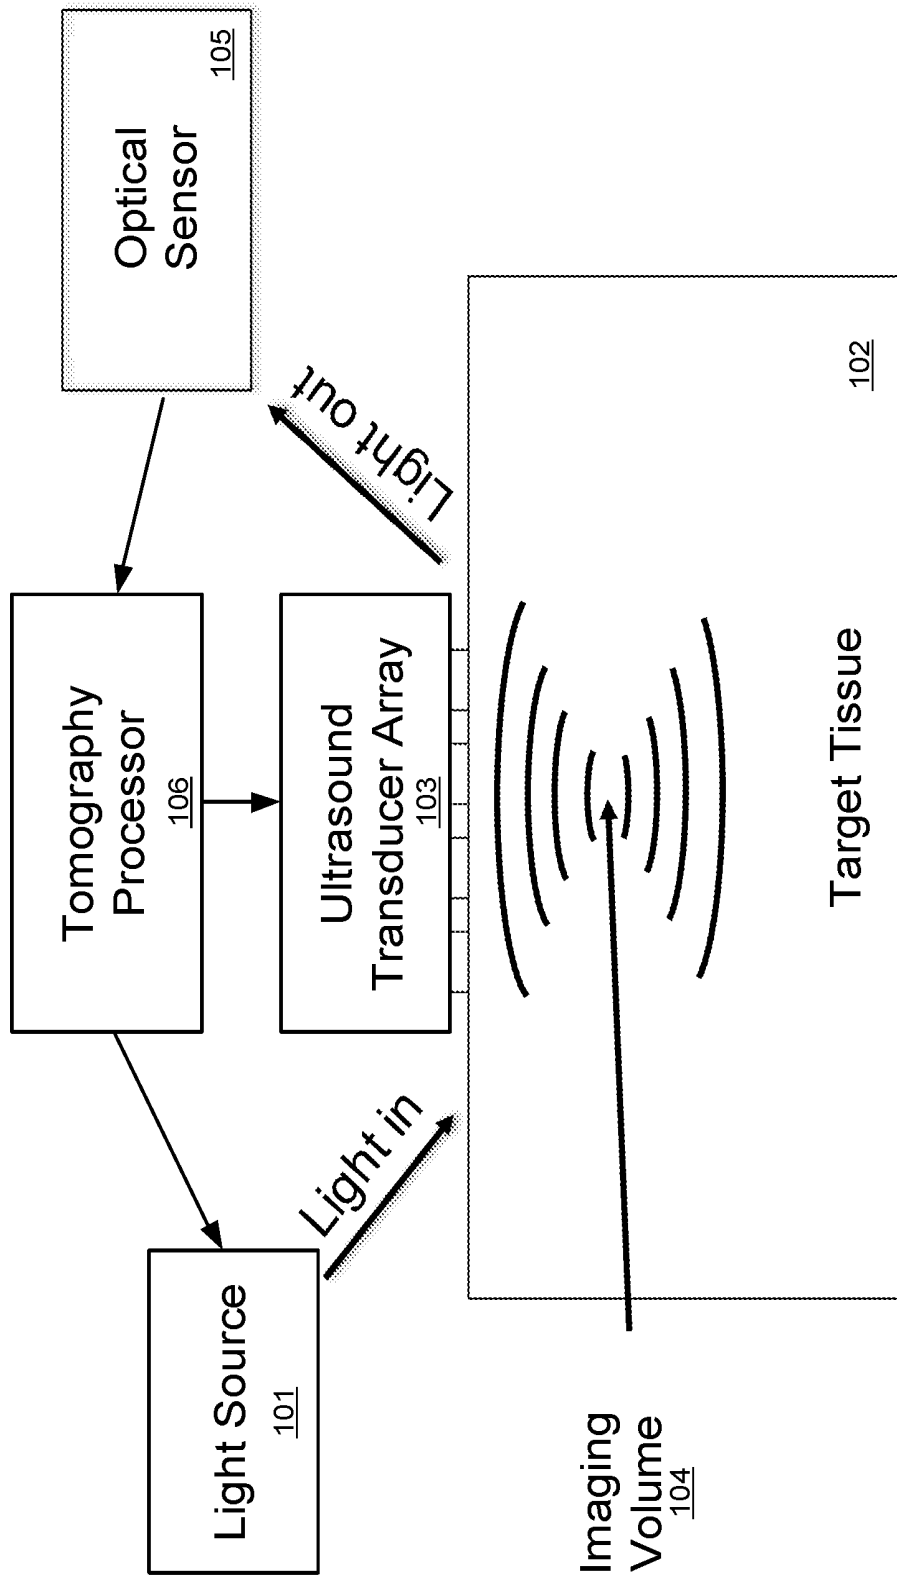 Tomography
Processor
106
Optical
Sensor
105
Light Source
101
Ultrasound
Transducer Array
103
Light in
Light out
Imaging
Volume
104
Target Tissue
102